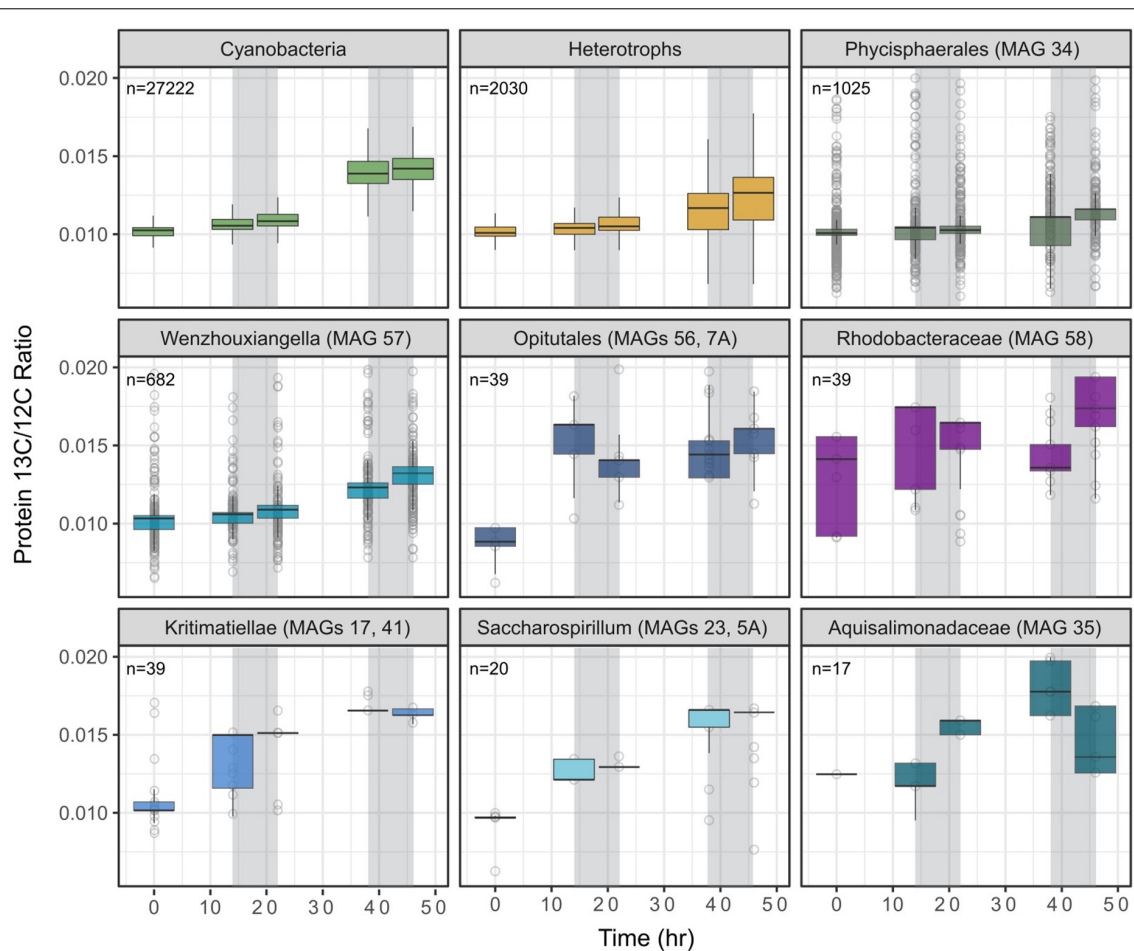 Cyanobacteria
Heterotrophs
Phycisphaerales (MAG 34)
n=27222
n=2030
n=1025
0.020
0.015
0.010
Wenzhouxiangella (MAG 57)
Opitutales (MAGs 56, 7A)
Rhodobacteraceae (MAG 58)
n=682
n=39
n=39
0.020
0.015
0.010
Protein 13C/12C Ratio
Kritimatiellae (MAGs 17, 41)
Saccharospirillum (MAGs 23, 5A)
Aquisalimonadaceae (MAG 35)
n=39
n=20
n=17
0.020
0.015
0.010
0 10 20 30 40 50
0 10 20 30 40 50
0 10 20 30 40 50
Time (hr)